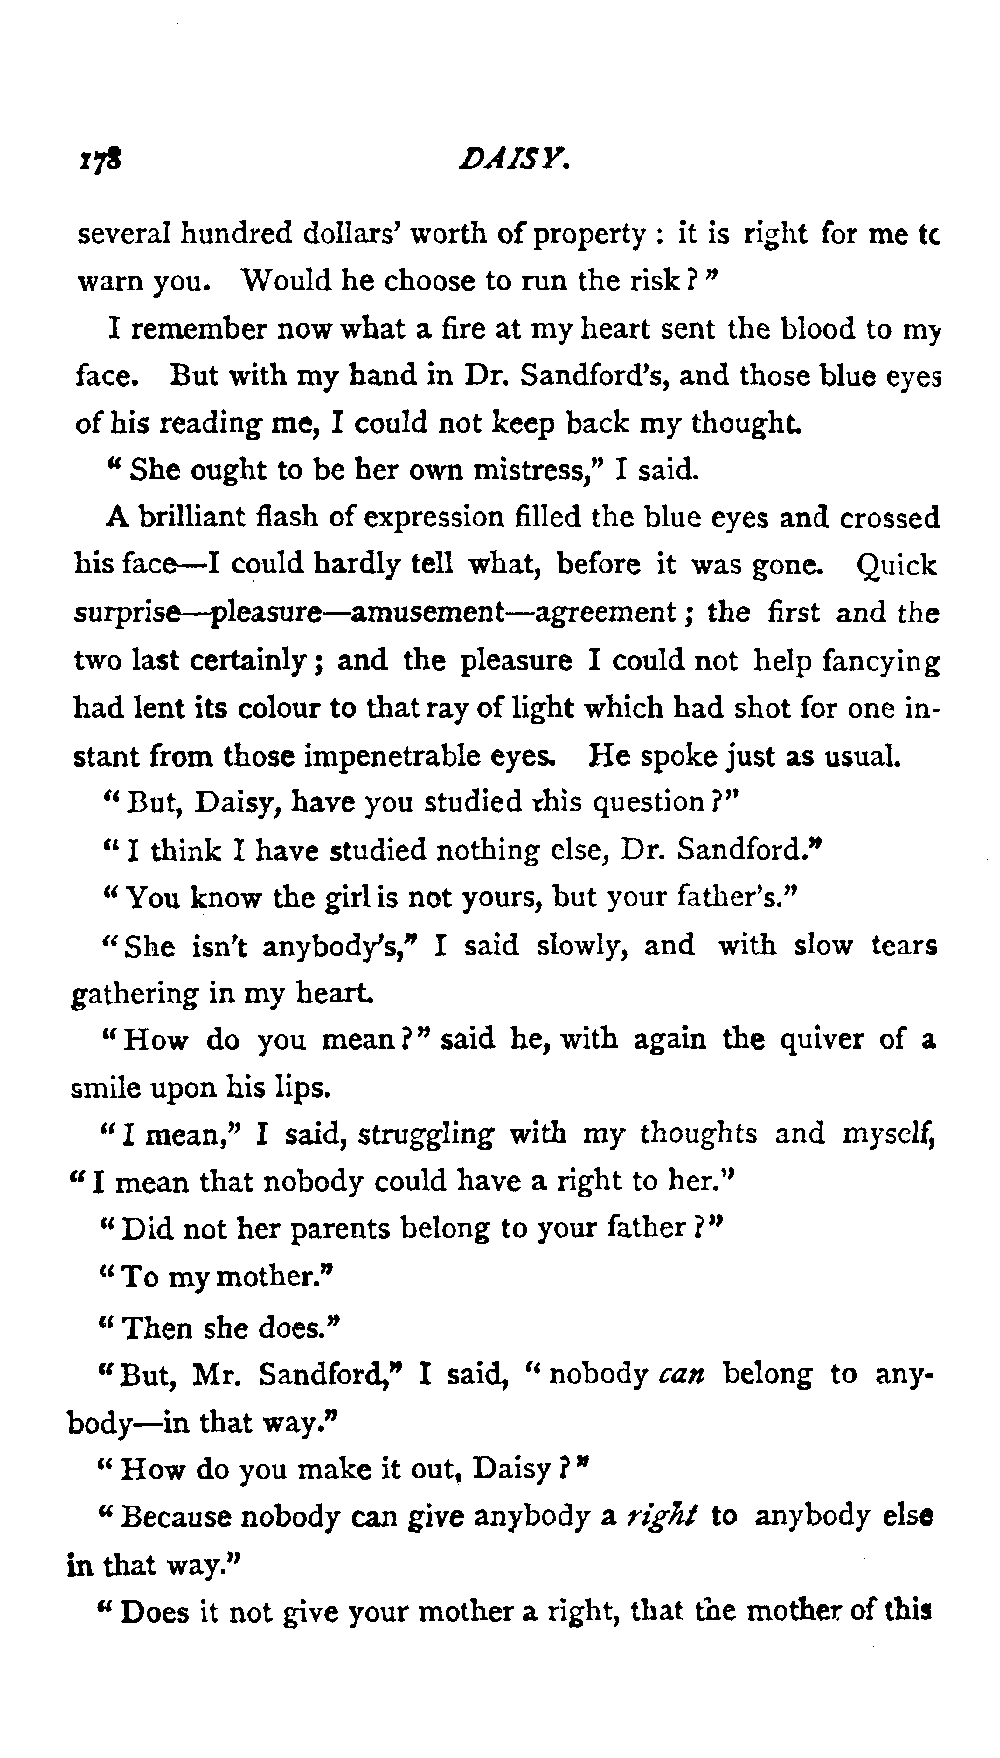 178 DAISY.
several hundred dollars' worth of property : it is right for me tc
warn you. Would he choose to run the risk ? "
I remember now what a fire at my heart sent the blood to my
face. But with my hand in Dr. Sandford's, and those blue eyes
of his reading me, I could not keep back my thought.
" She ought to be her own mistress," I said.
A brilliant flash of expression filled the blue eyes and crossed
his face—I could hardly tell what, before it was gone. Quick
surprise—pleasure—amusement—agreement ; the first and the
two last certainly ; and the pleasure I could not help fancying
had lent its colour to that ray of light which had shot for one in-
stant from those impenetrable eyes. He spoke just as usual.
" But, Daisy, have you studied this question ?"
" I think I have studied nothing else, Dr. Sandford."
" You know the girl is not yours, but your father's."
" She isn't anybody's," I said slowly, and with slow tears
gathering in my heart.
" How do you mean ?" said he, with again the quiver of a
smile upon his lips.
" I mean," I said, struggling with my thoughts and myself,
" I mean that nobody could have a right to her."
" Did not her parents belong to your father ?"
" To my mother."
" Then she does."
" But, Mr. Sandford," I said, " nobody can belong to any-
body—in that way."
" How do you make it out, Daisy ?"
" Because nobody can give anybody a right to anybody else
in that way."
" Does it not give your mother a right, that the mother of this